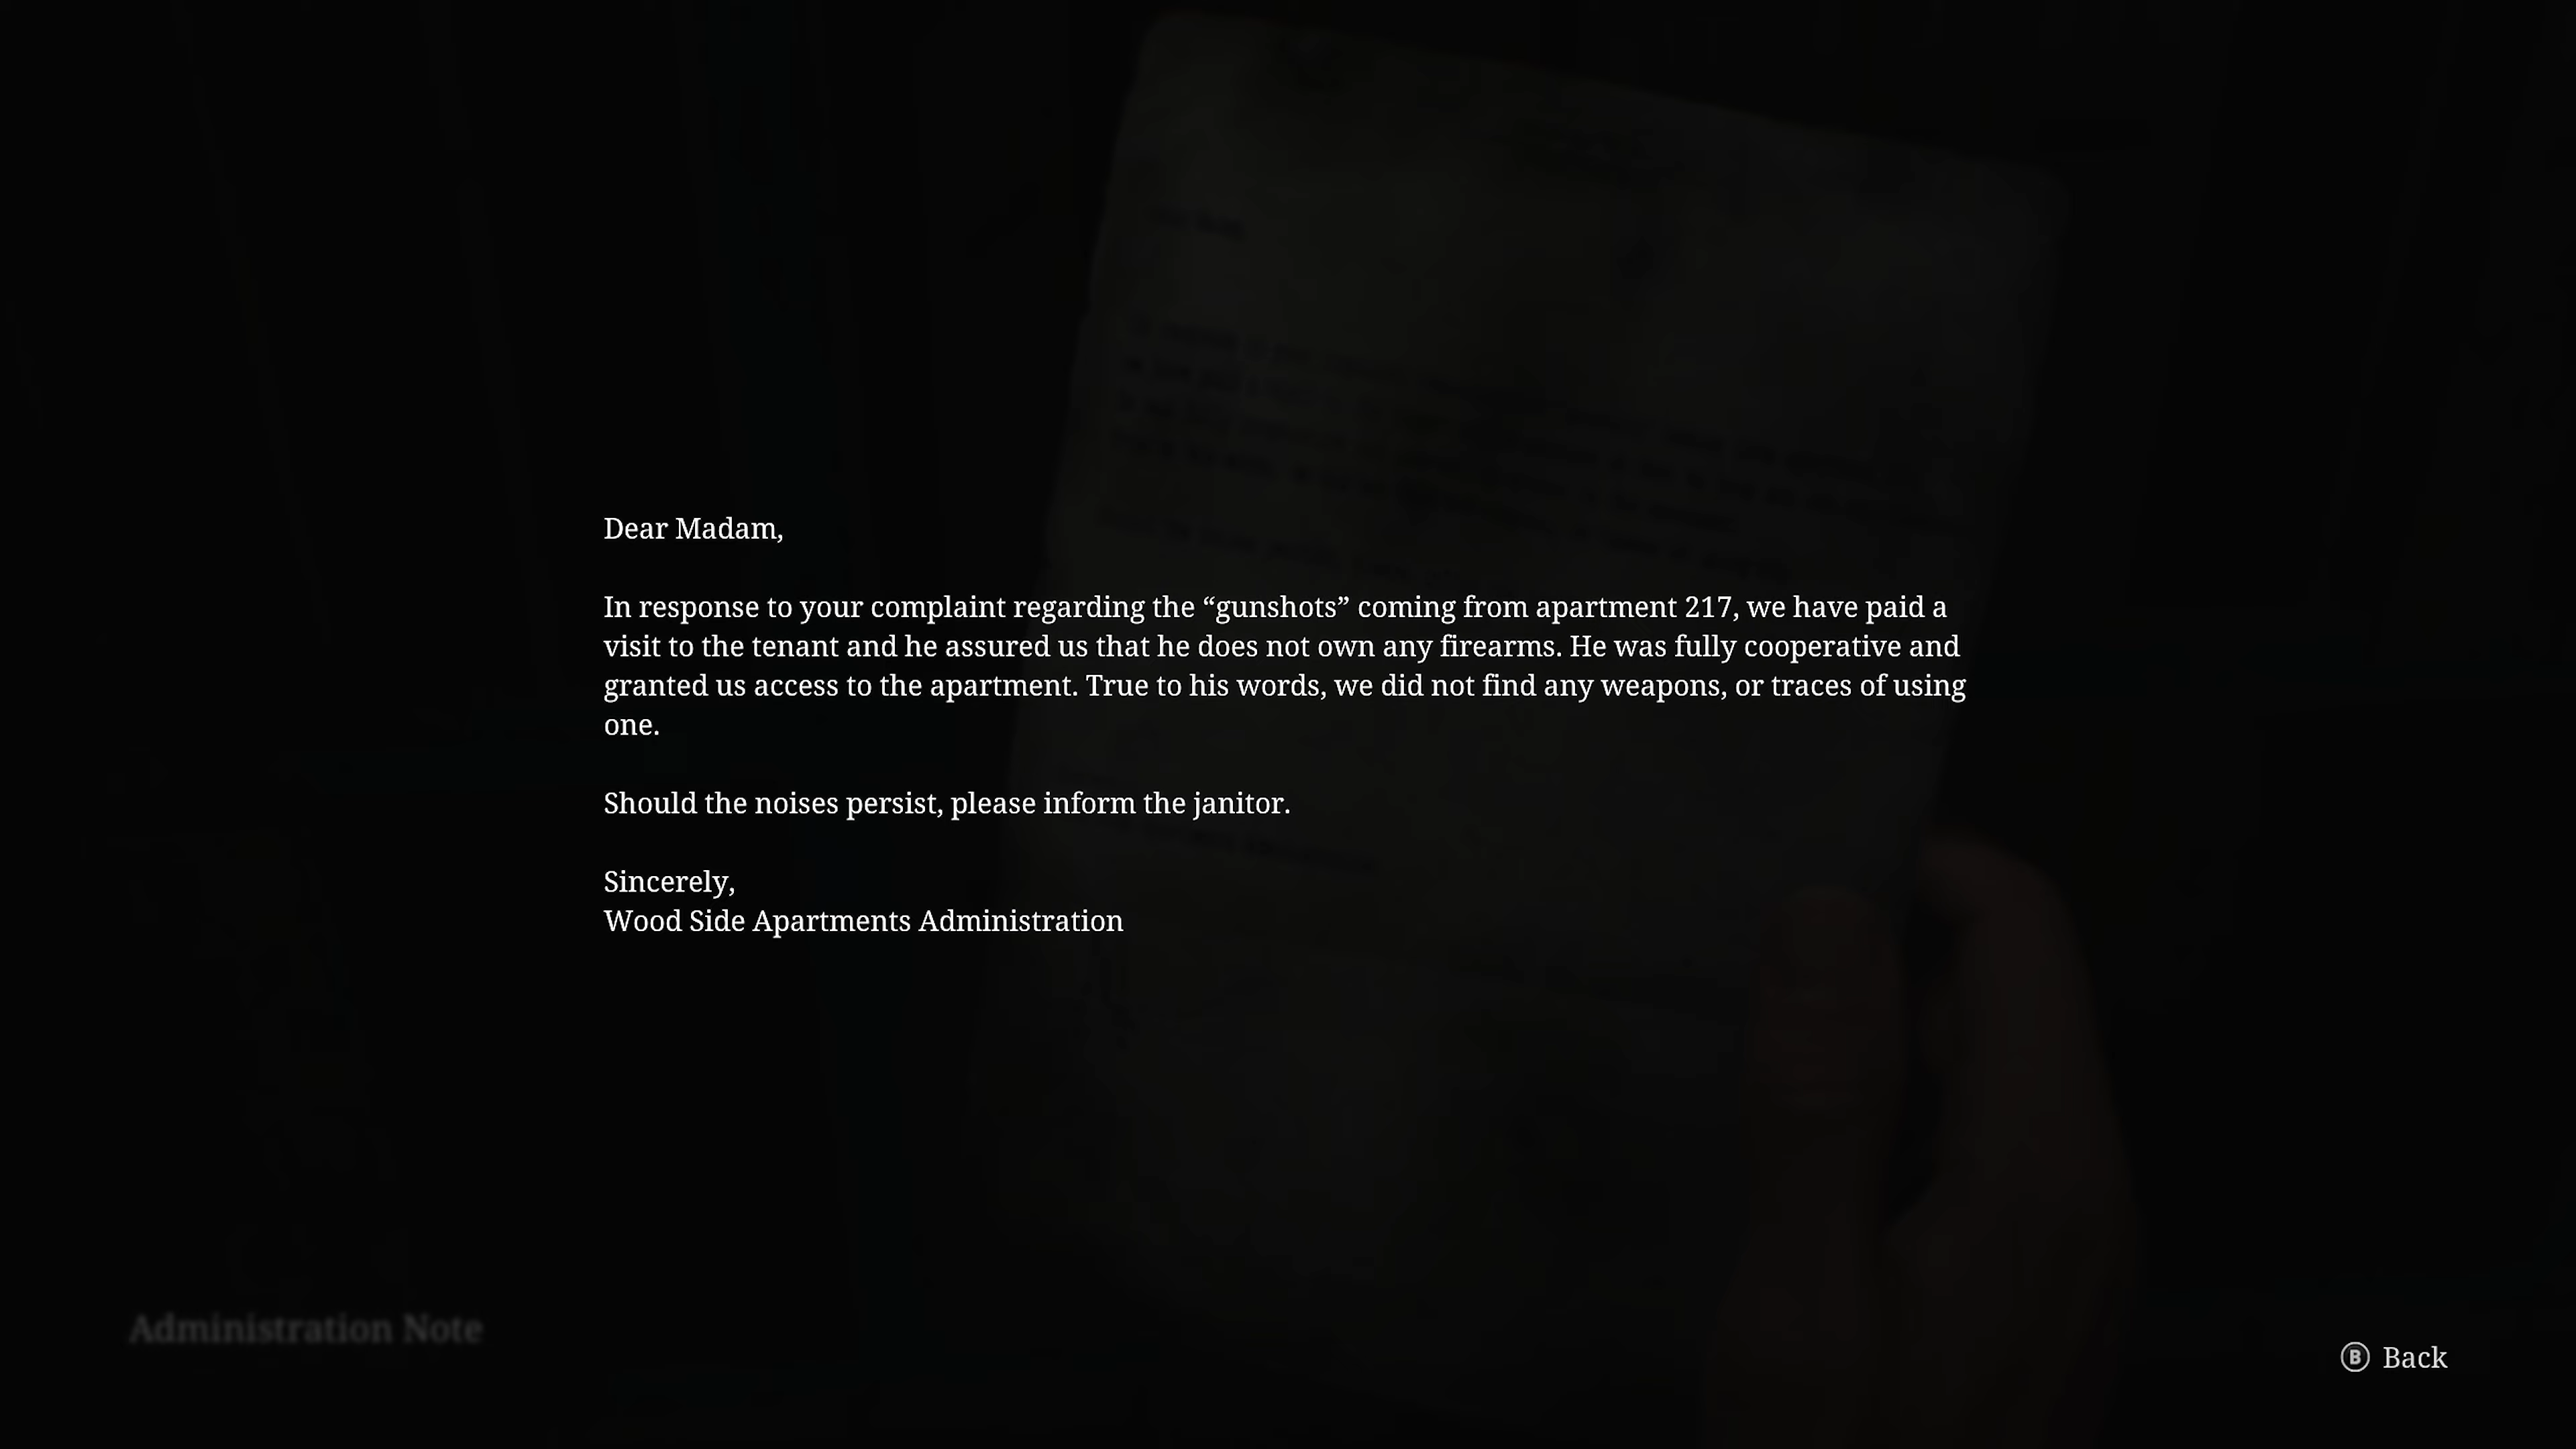 Dear Madam,
In response to your complaint regarding the “gunshots” coming from apartment 217, we have paid a
visit to the tenant and he assured us that he does not own any firearms. He was fully cooperative and
granted us access to the apartment. True to his words, we did not find any weapons, or traces of using
one.
Should the noises persist, please inform the janitor.
Sincerely,
Wood Side Apartments Administration
Administration Note
B Back